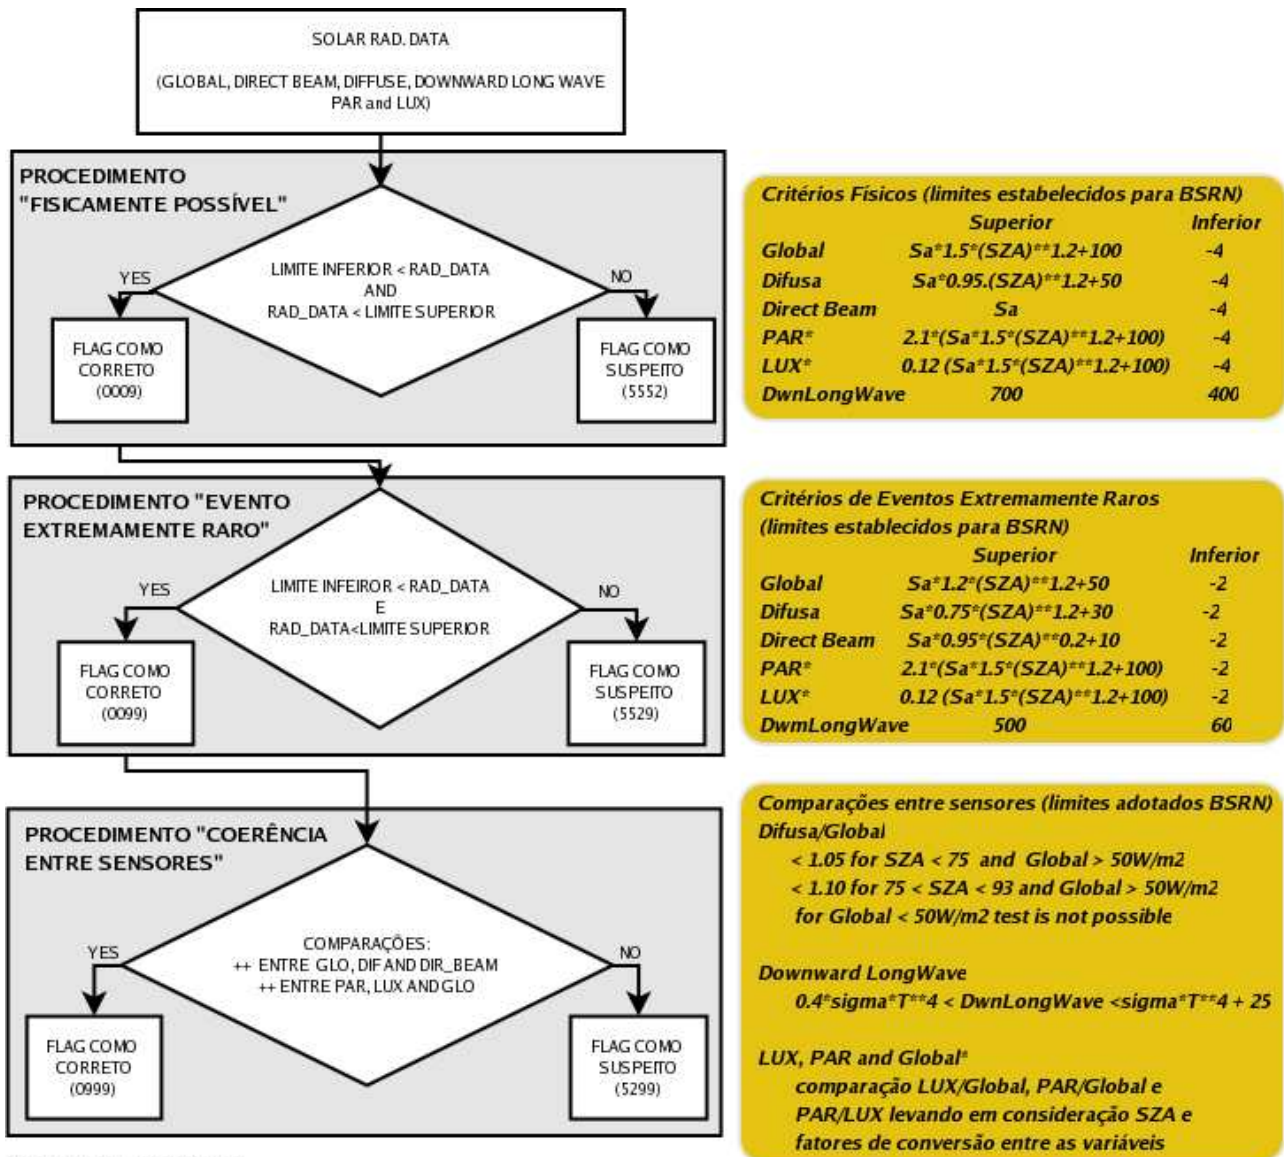 SOLAR RAD. DATA
(GLOBAL, DIRECT BEAM, DIFFUSE, DOWNWARD LONG WAVE
PAR and LUX)
PROCEDIMENTO
"FISICAMENTE POSSÍVEL"
LIMITE INFERIOR < RAD_DATA
AND
RAD_DATA < LIMITE SUPERIOR
YES
NO
FLAG COMO
CORRETO
(0009)
FLAG COMO
SUSPEITO
(5552)
Critérios Físicos (limites estabelecidos para BSRN)
Superior Inferior
Global Sa*1.5*(SZA)**1.2+100 -4
Difusa Sa*0.95.(SZA)**1.2+50 -4
Direct Beam Sa -4
PAR* 2.1*(Sa*1.5*(SZA)**1.2+100) -4
LUX* 0.12 (Sa*1.5*(SZA)**1.2+100) -4
DwnLongWave 700 400
PROCEDIMENTO "EVENTO
EXTREMAMENTE RARO"
LIMITE INFEIROR < RAD_DATA
E
RAD_DATA<LIMITE SUPERIOR
YES
NO
FLAG COMO
CORRETO
(0099)
FLAG COMO
SUSPEITO
(5529)
Critérios de Eventos Extremamente Raros
(limites establecidos para BSRN)
Superior Inferior
Global Sa*1.2*(SZA)**1.2+50 -2
Difusa Sa*0.75*(SZA)**1.2+30 -2
Direct Beam Sa*0.95*(SZA)**0.2+10 -2
PAR* 2.1*(Sa*1.5*(SZA)**1.2+100) -2
LUX* 0.12 (Sa*1.5*(SZA)**1.2+100) -2
DwmLongWave 500 60
PROCEDIMENTO "COERÊNCIA
ENTRE SENSORES"
COMPARAÇÕES:
++ ENTRE GLO, DIF AND DIR_BEAM
++ ENTRE PAR, LUX AND GLO
YES
NO
FLAG COMO
CORRETO
(0999)
FLAG COMO
SUSPEITO
(5299)
Comparações entre sensores (limites adotados BSRN)
Difusa/Global
< 1.05 for SZA < 75 and Global > 50W/m2
< 1.10 for 75 < SZA < 93 and Global > 50W/m2
for Global < 50W/m2 test is not possible
Downward LongWave
0.4*sigma*T**4 < DwnLongWave <sigma*T**4 + 25
LUX, PAR and Global*
comparação LUX/Global, PAR/Global e
PAR/LUX levando em consideração SZA e
fatores de conversão entre as variáveis